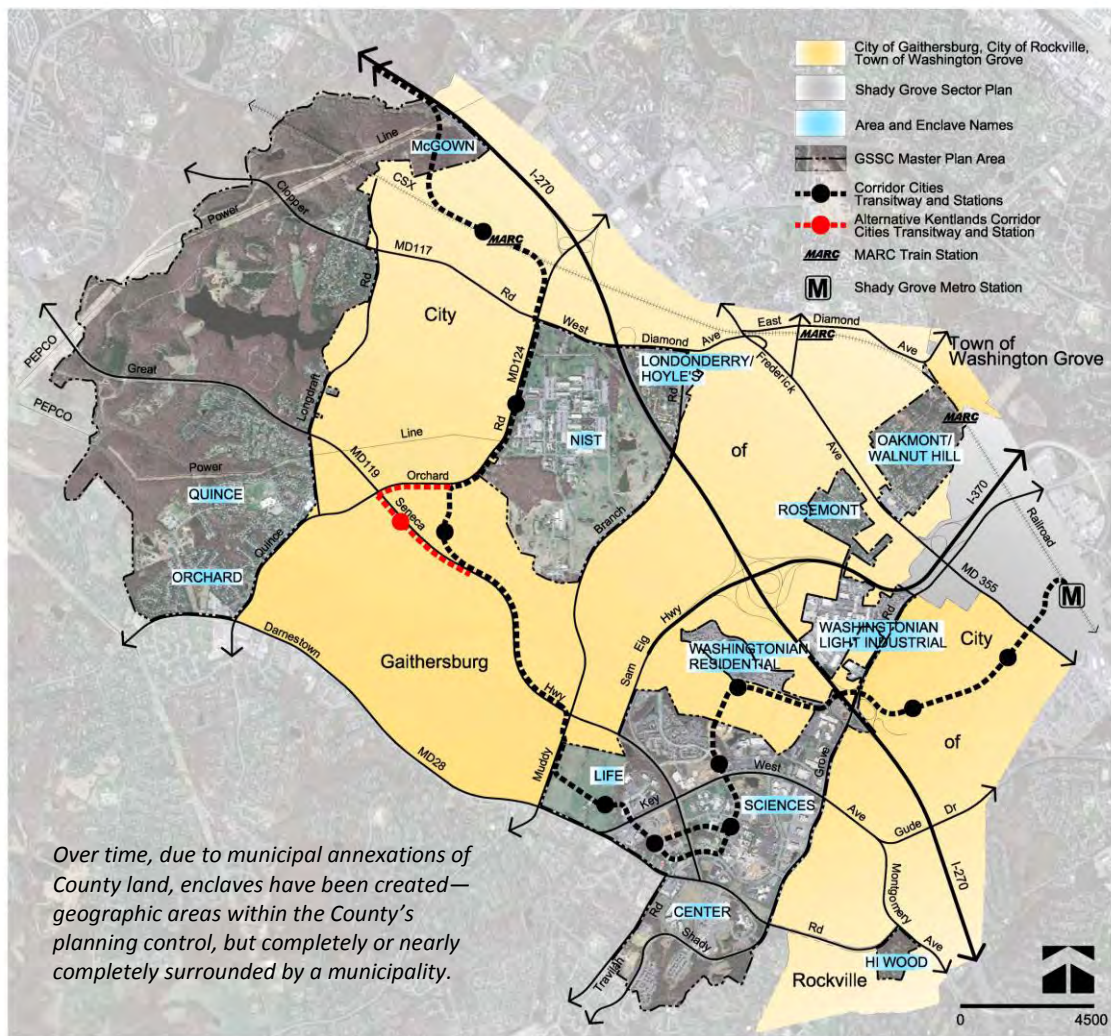 City of Gaithersburg, City of Rockville,
Town of Washington Grove
Shady Grove Sector Plan
Area and Enclave Names
GSSC Master Plan Area
Corridor Cities
Transitway and Stations
Alternative Kentlands Corridor
Cities Transitway and Station
MARC
MARC Train Station
M
Shady Grove Metro Station
Line
McGOWN
CSX
I-270
Clopper
Power
MARC
MD117
Rd
Rd
City
West
Diamond
Ave
East
Diamond
MARC
Ave
Town of
Washington Grove
PEPCO
Great
MD124
LONDONDERRY/
HOYLE'S
Rd
Frederick
PEPCO
Longdraft
Line
Rd
NIST
of
Ave
MARC
OAKMONT/
WALNUT HILL
I-370
Power
MD119
Orchard
QUINCE
Seneca
Branch
ROSEMONT
Railroad
Quince
MD 355
M
ORCHARD
Hwy
Rd
WASHINGTONIAN
LIGHT INDUSTRIAL
City
Darnestown
Gaithersburg
Sam Eig
WASHINGTONIAN
RESIDENTIAL
Hwy
of
MD28
Muddy
LIFE
West
Grove
Key
SCIENCES
Ave
Gude
Dr
Montgomery
I-270
Over time, due to municipal annexations of
County land, enclaves have been created—
geographic areas within the County's
planning control, but completely or nearly
completely surrounded by a municipality.
CENTER
Rd
Shady
Rd
Ave
Travilah
HI WOOD
Rockville
0
4500